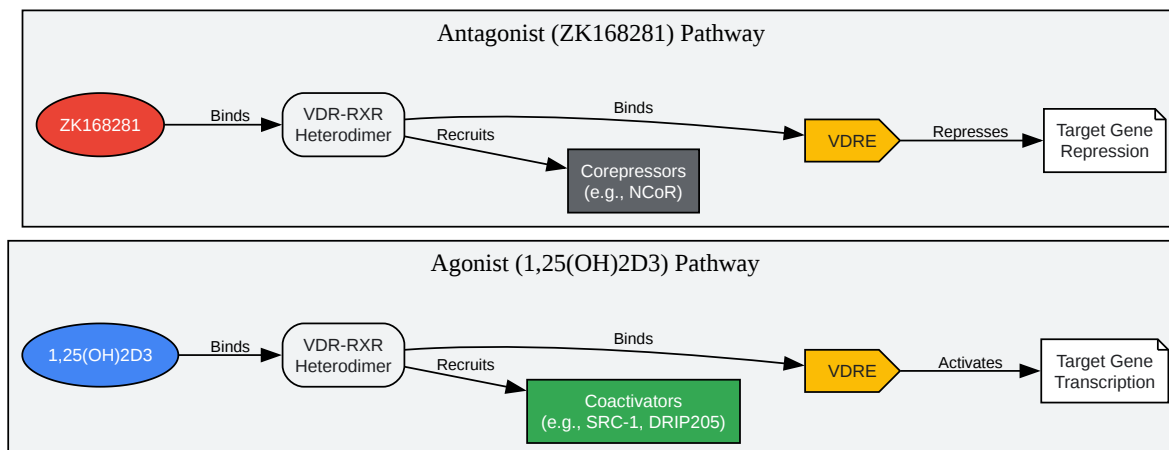 Antagonist (ZK168281) Pathway
ZK168281
Binds
VDR-RXR
Heterodimer
Binds
Recruits
Corepressors
(e.g., NCoR)
VDRE
Represses
Target Gene
Repression
Agonist (1,25(OH)2D3) Pathway
1,25(OH)2D3
Binds
VDR-RXR
Heterodimer
Binds
Recruits
Coactivators
(e.g., SRC-1, DRIP205)
VDRE
Activates
Target Gene
Transcription